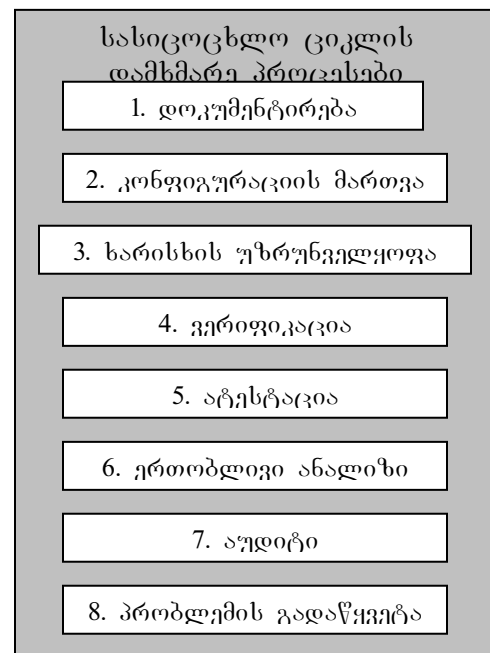 სასიცოცხლო ციკლის
დამხმარე პროცესები
1. დოკუმენტირება
2. კონფიგურაციის მართვა
3. ხარისხის უზრუნველყოფა
4. ვერიფიკაცია
5. ატესტაცია
6. ერთობლივი ანალიზი
7. აუდიტი
8. პრობლემის გადაწყვეტა